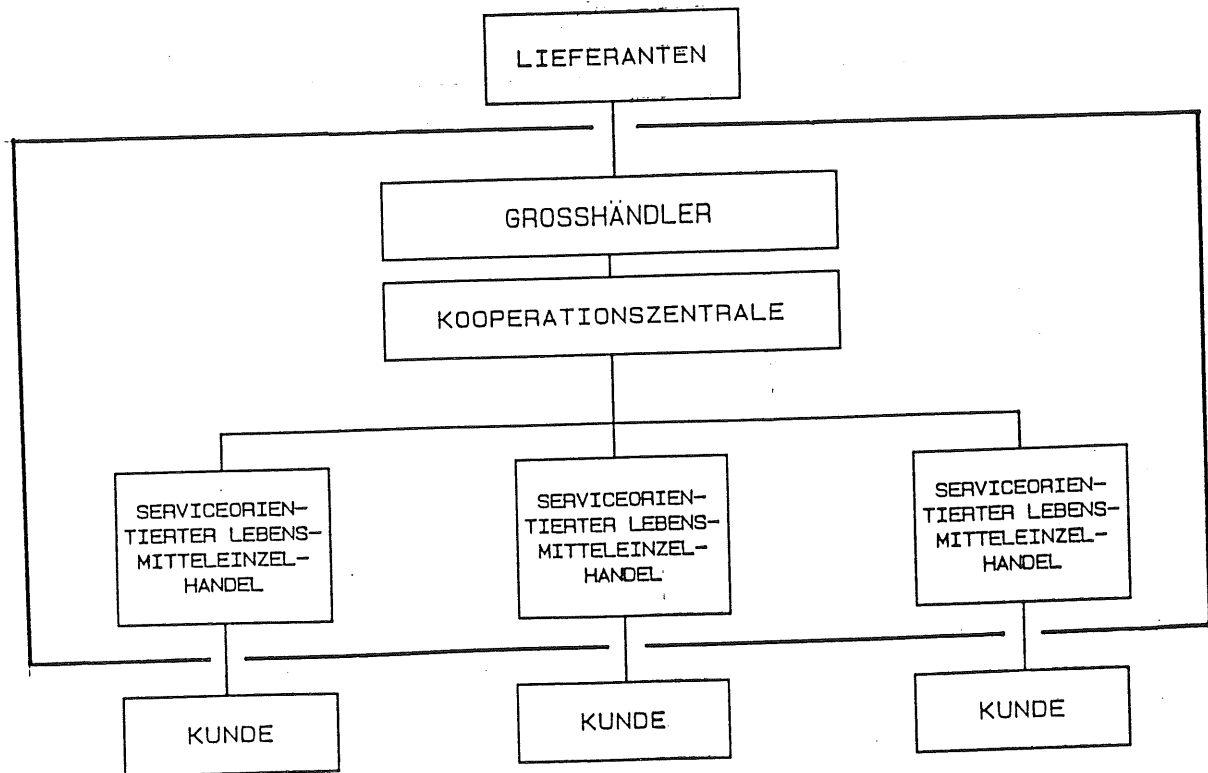 LIEFERANTEN
GROSSHÄNDLER
KOOPERATIONSZENTRALE
SERVICEORIEN-
TIERTER LEBENS-
MITTELEINZEL-
HANDEL
SERVICEORIEN-
TIERTER LEBENS-
MITTELEINZEL-
HANDEL
SERVICEORIEN-
TIERTER LEBENS-
MITTELEINZEL-
HANDEL
KUNDE
KUNDE
KUNDE